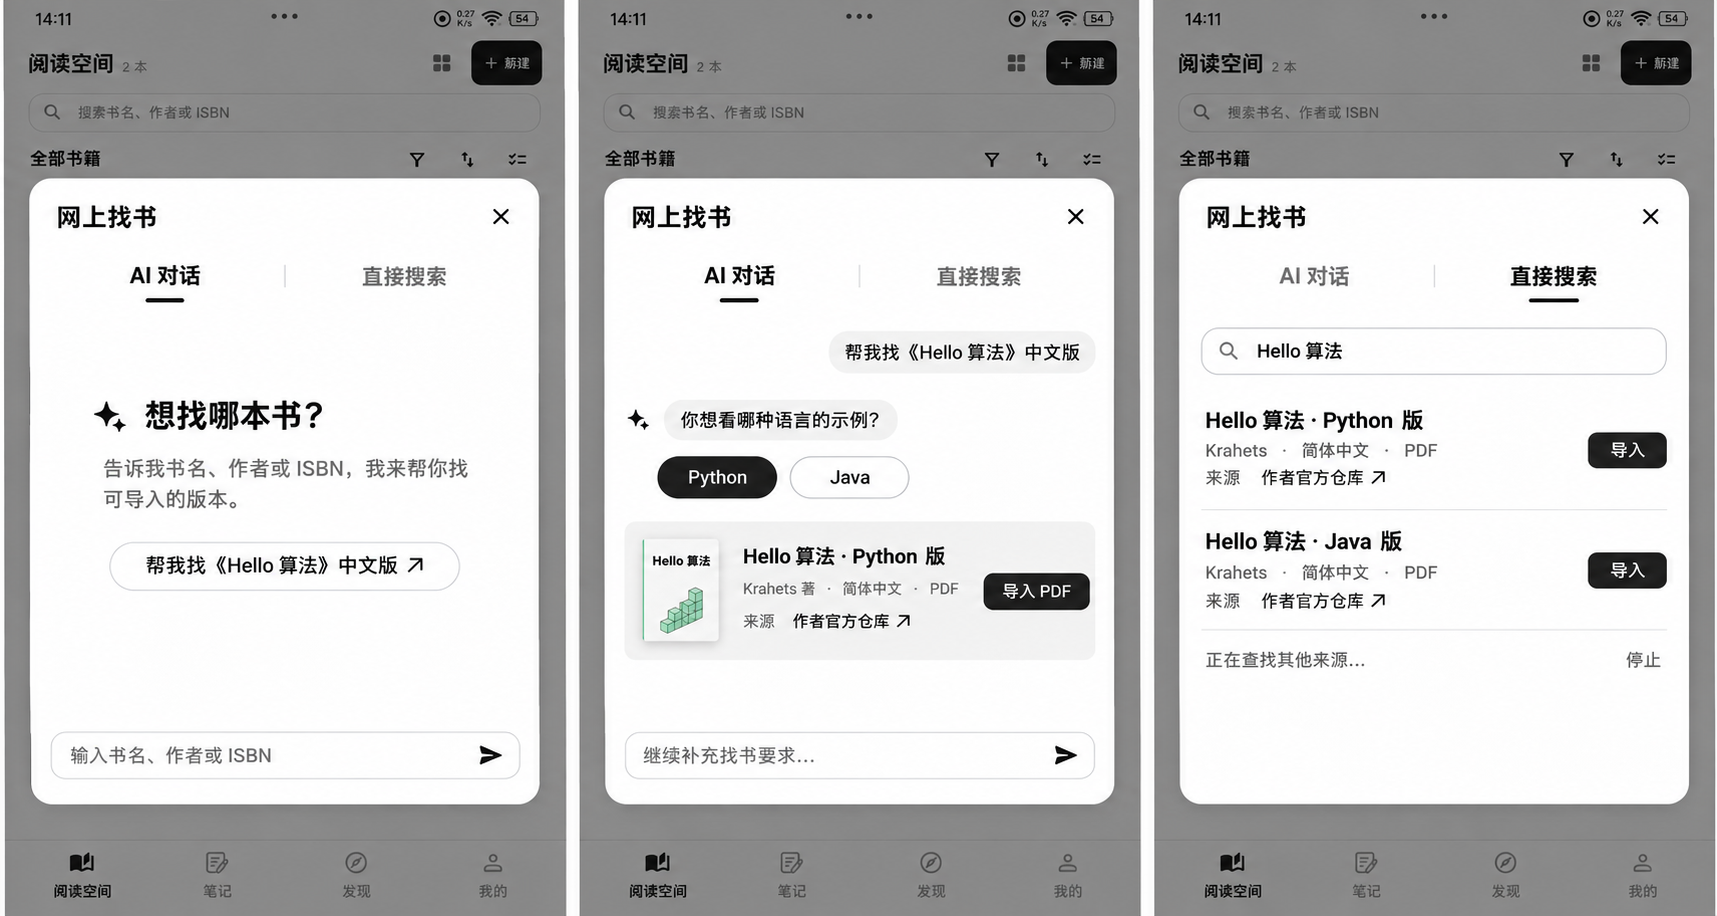 14:11
0.27
K/s
54
阅读空间 2 本
+ 新建
搜索书名、作者或 ISBN
全部书籍
网上找书
AI 对话
直接搜索
想找哪本书？
告诉我书名、作者或 ISBN，我来帮你找
可导入的版本。
帮我找《Hello 算法》中文版
输入书名、作者或 ISBN
阅读空间
笔记
发现
我的
14:11
0.27
K/s
54
阅读空间 2 本
+ 新建
搜索书名、作者或 ISBN
全部书籍
网上找书
AI 对话
直接搜索
帮我找《Hello 算法》中文版
你想看哪种语言的示例？
Python
Java
Hello 算法
Hello 算法 · Python 版
Krahets 著 · 简体中文 · PDF
来源 作者官方仓库
导入 PDF
继续补充找书要求…
阅读空间
笔记
发现
我的
14:11
0.27
K/s
54
阅读空间 2 本
+ 新建
搜索书名、作者或 ISBN
全部书籍
网上找书
AI 对话
直接搜索
Hello 算法
Hello 算法 · Python 版
Krahets · 简体中文 · PDF
来源 作者官方仓库
导入
Hello 算法 · Java 版
Krahets · 简体中文 · PDF
来源 作者官方仓库
导入
正在查找其他来源…
停止
阅读空间
笔记
发现
我的